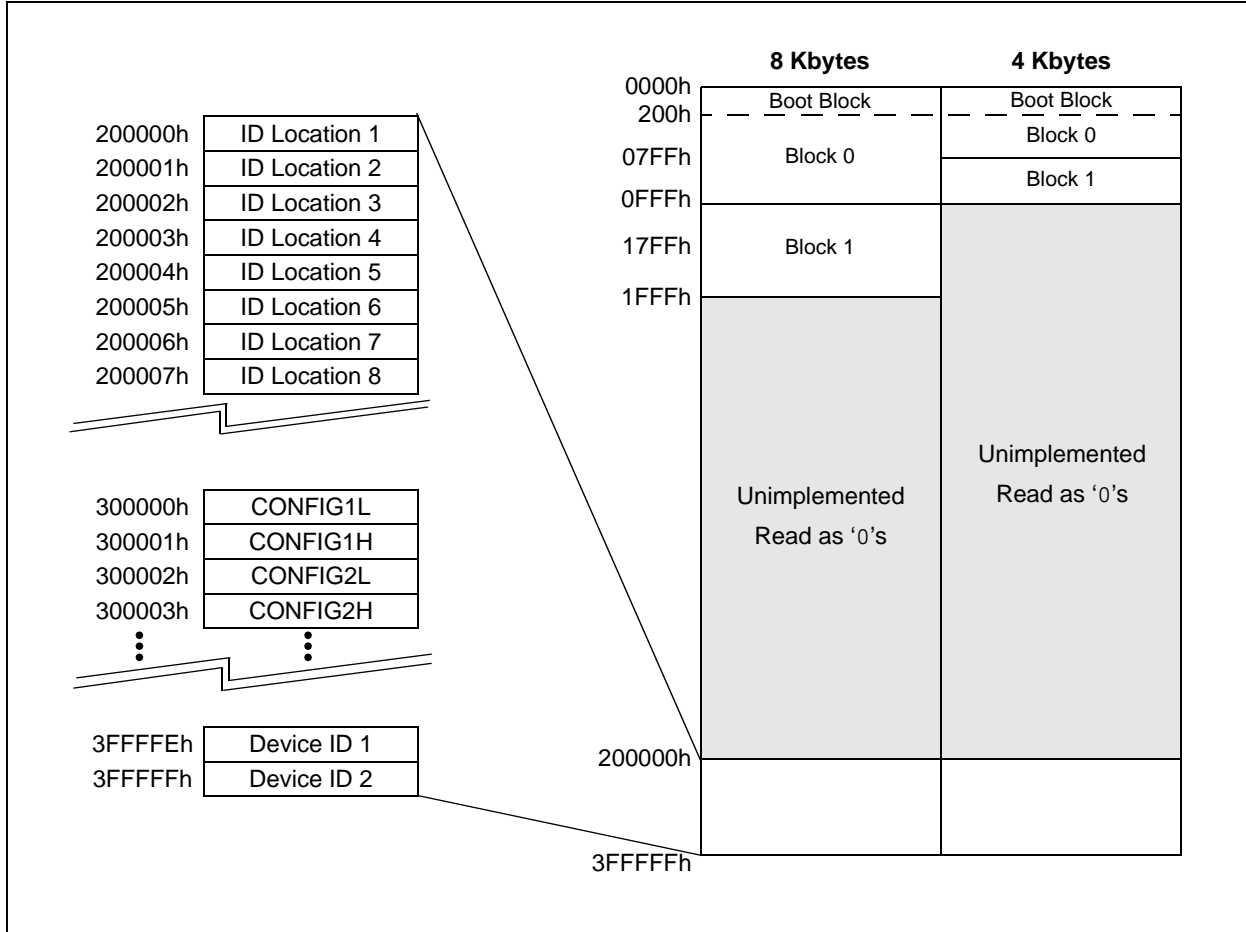 8 Kbytes 4 Kbytes
0000h
Boot Block Boot Block
200h
Block 0
07FFh Block 0
Block 1
0FFFh
17FFh Block 1
1FFFh
Unimplemented
Read as ‘0’s
Unimplemented
Read as ‘0’s
200000h
3FFFFFh
200000h ID Location 1
200001h ID Location 2
200002h ID Location 3
200003h ID Location 4
200004h ID Location 5
200005h ID Location 6
200006h ID Location 7
200007h ID Location 8
300000h CONFIG1L
300001h CONFIG1H
300002h CONFIG2L
300003h CONFIG2H
3FFFFEh Device ID 1
3FFFFFh Device ID 2